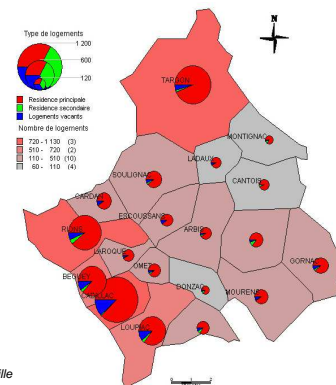 Type de logements
1 200
600
120
Residence principale
Residence secondaire
Logements vacants
Nombre de logements
720 - 1 130 (3)
510 - 720 (2)
110 - 510 (10)
60 - 110 (4)
N
TARGON
MONTIGNAC
LADAUX
SOULIGNAC
CANTOIS
CARDAN
ESCOUSSANS
RIONS
ARBIS
LAROQUE
OMET
GORNAC
BEGUEY
CADILLAC
DONZAC
MOURENS
LOUPIAC
ille